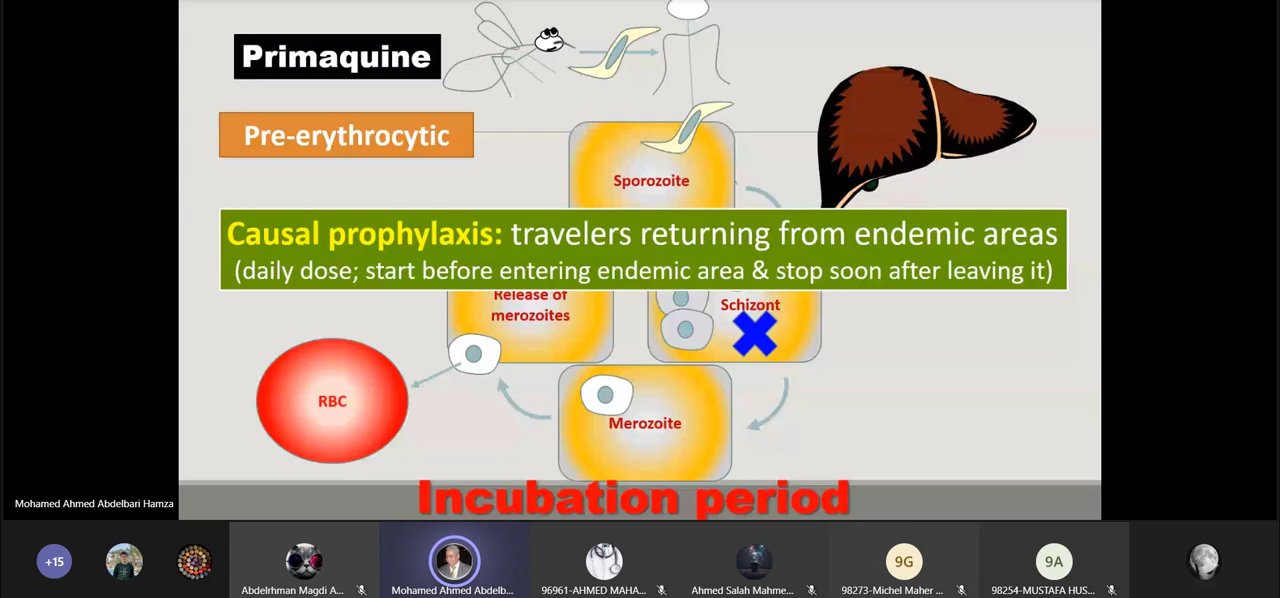 Primaquine
Pre-erythrocytic
Sporozoite
Causal prophylaxis: travelers returning from endemic areas
(daily dose; start before entering endemic area & stop soon after leaving it)
Release of
merozoites
Schizont
RBC
Merozoite
Incubation period
Mohamed Ahmed Abdelbari Hamza
+15
9G
9A
Abdelrhman Magdi A...
Mohamed Ahmed Abdelb...
96961-AHMED MAHA...
Ahmed Salah Mahme...
98273-Michel Maher ...
98254-MUSTAFA HUS...